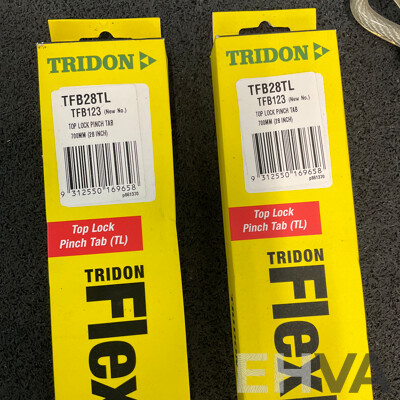 TRIDON
TFB28TL
TFB123 (New No.)
TOP LOCK PINCH TAB
700MM (28 INCH)
9 312550 169658
p861035
Top Lock
Pinch Tab (TL)
TRIDON
Flex
TRIDON
TFB28TL
TFB123 (New No.)
TOP LOCK PINCH TAB
700MM (28 INCH)
9 312550 169658
Top Lock
Pinch Tab (TL)
TRIDON
Flex